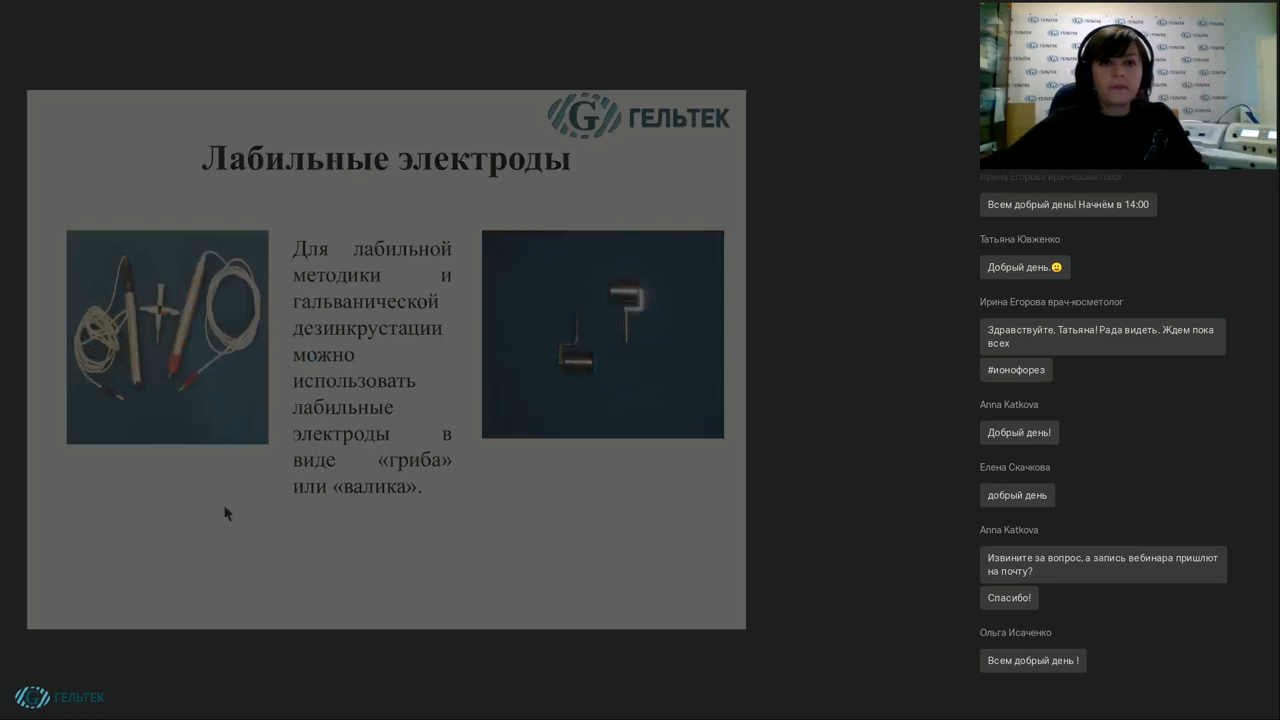 ГЕЛЬТЕК
Лабильные электроды
Для лабильной
методики и
гальванической
дезинкрустации
можно
использовать
лабильные
электроды в
виде «гриба»
или «валика».
ГЕЛЬТЕК
Ирина Егорова врач-косметолог
Всем добрый день! Начнём в 14:00
Татьяна Ювженко
Добрый день.🙂
Ирина Егорова врач-косметолог
Здравствуйте, Татьяна! Рада видеть. Ждем пока
всех
#ионофорез
Anna Katkova
Добрый день!
Елена Скачкова
добрый день
Anna Katkova
Извините за вопрос, а запись вебинара пришлют
на почту?
Спасибо!
Ольга Исаченко
Всем добрый день !